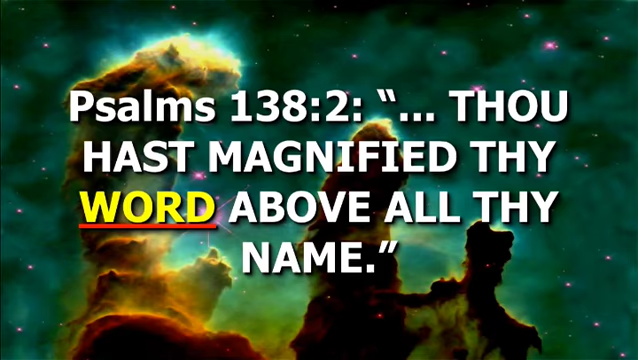 Psalms 138:2: “... THOU
HAST MAGNIFIED THY
WORD ABOVE ALL THY
NAME.”